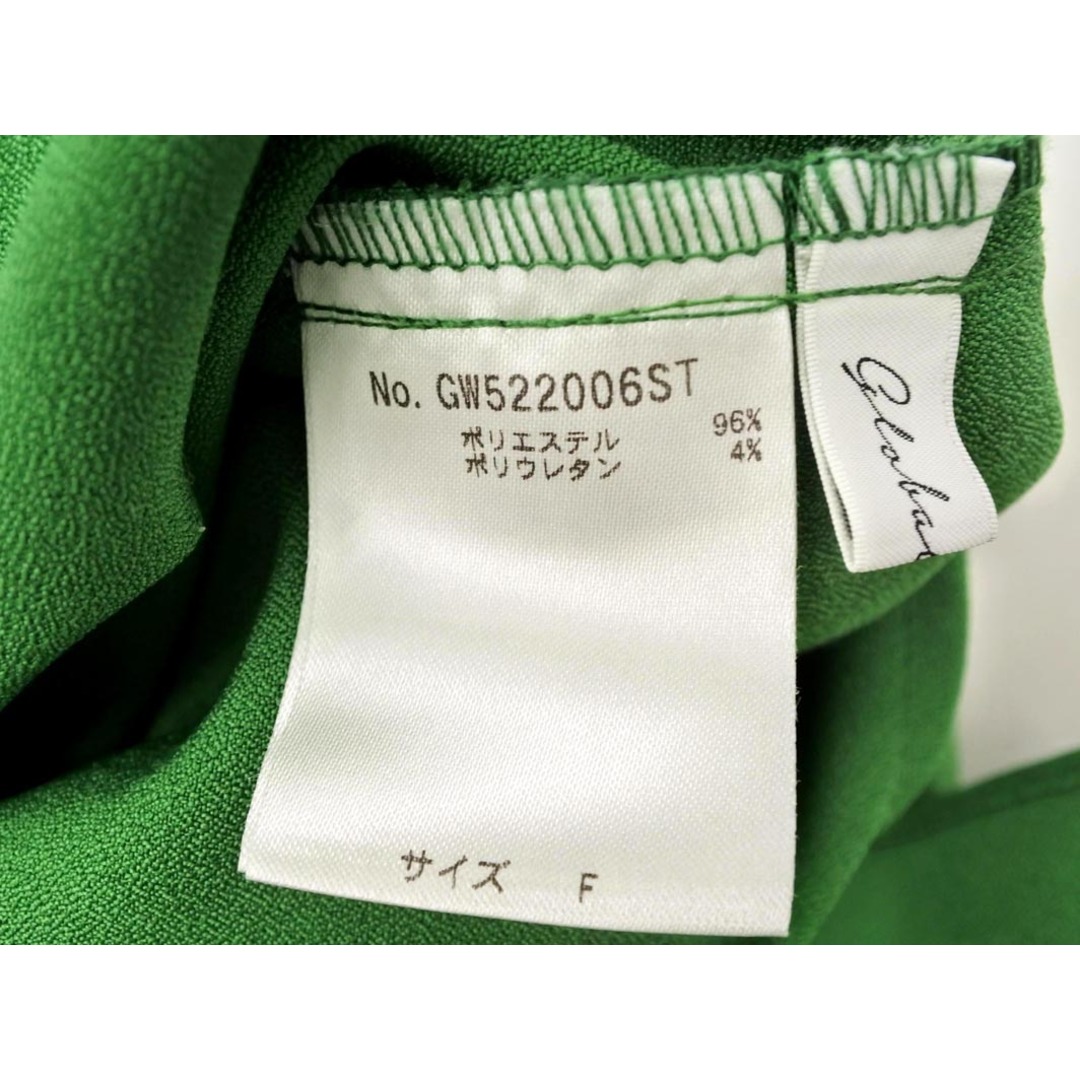 No. GW522006ST
ポリエステル 96%
ポリウレタン 4%
サイズ F